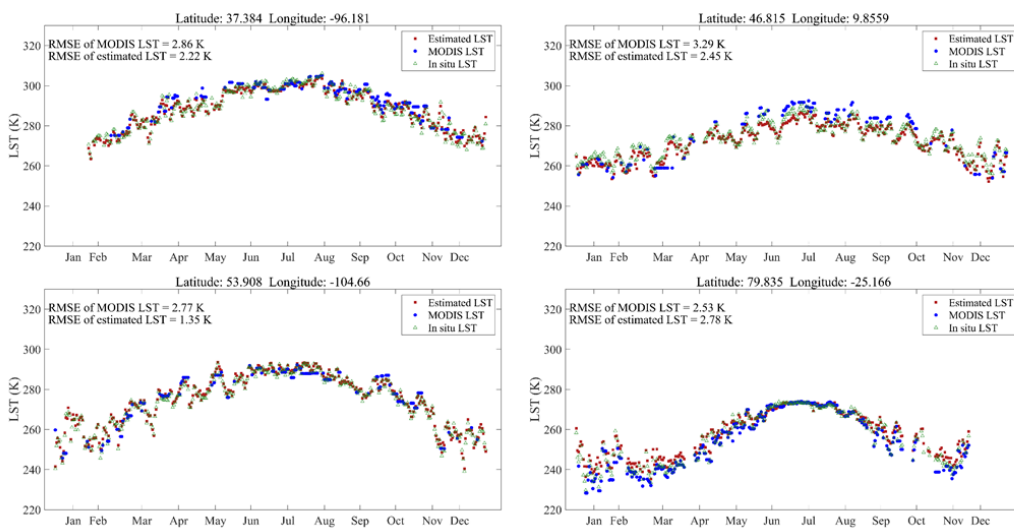 Latitude: 37.384 Longitude: -96.181
RMSE of MODIS LST = 2.86 K
RMSE of estimated LST = 2.22 K
Estimated LST
MODIS LST
In situ LST
LST (K)
320
300
280
260
240
220
Jan Feb Mar Apr May Jun Jul Aug Sep Oct Nov Dec
Latitude: 46.815 Longitude: 9.8559
RMSE of MODIS LST = 3.29 K
RMSE of estimated LST = 2.45 K
Estimated LST
MODIS LST
In situ LST
LST (K)
320
300
280
260
240
220
Jan Feb Mar Apr May Jun Jul Aug Sep Oct Nov Dec
Latitude: 53.908 Longitude: -104.66
RMSE of MODIS LST = 2.77 K
RMSE of estimated LST = 1.35 K
Estimated LST
MODIS LST
In situ LST
LST (K)
320
300
280
260
240
220
Jan Feb Mar Apr May Jun Jul Aug Sep Oct Nov Dec
Latitude: 79.835 Longitude: -25.166
RMSE of MODIS LST = 2.53 K
RMSE of estimated LST = 2.78 K
Estimated LST
MODIS LST
In situ LST
LST (K)
320
300
280
260
240
220
Jan Feb Mar Apr May Jun Jul Aug Sep Oct Nov Dec